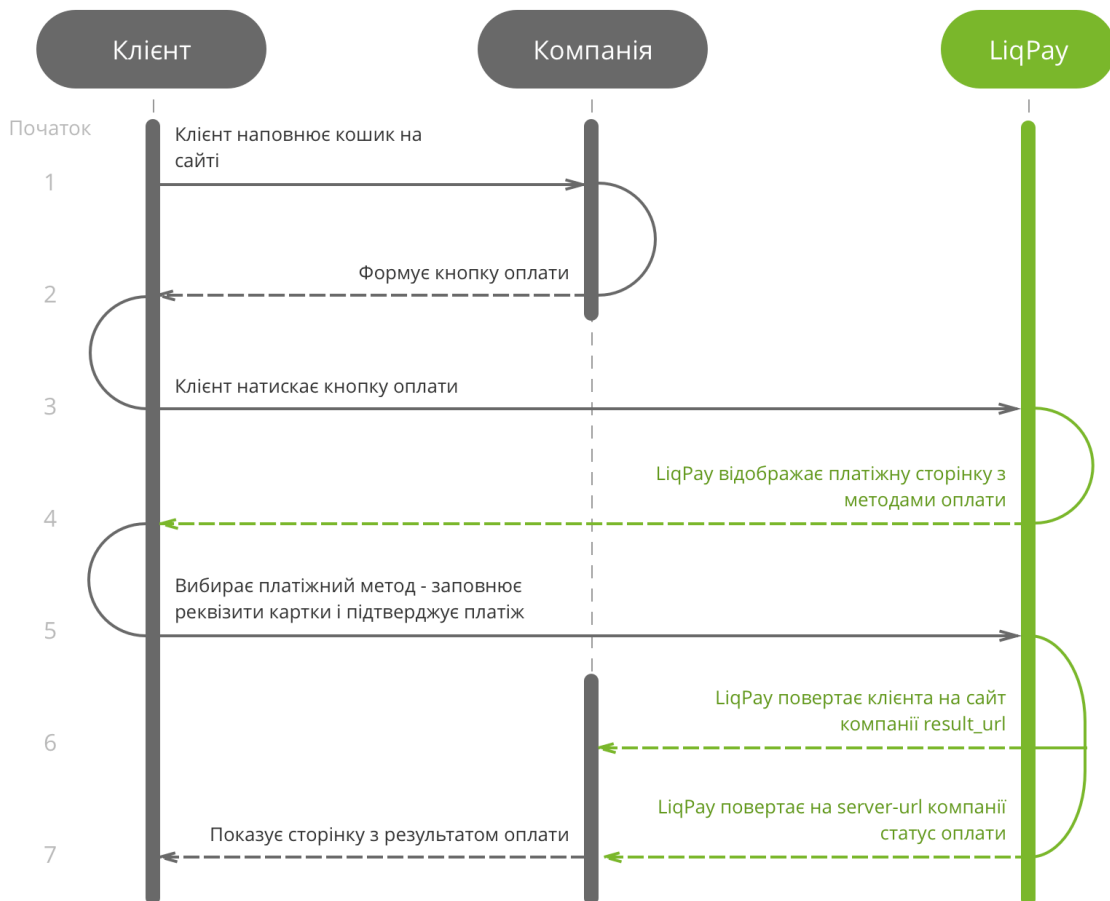 Клієнт
Компанія
LiqPay
Початок
Клієнт наповнює кошик на
сайті
1
Формує кнопку оплати
2
Клієнт натискає кнопку оплати
3
LiqPay відображає платіжну сторінку з
методами оплати
4
Вибирає платіжний метод - заповнює
реквізити картки і підтверджує платіж
5
LiqPay повертає клієнта на сайт
компанії result_url
6
LiqPay повертає на server-url компанії
статус оплати
Показує сторінку з результатом оплати
7